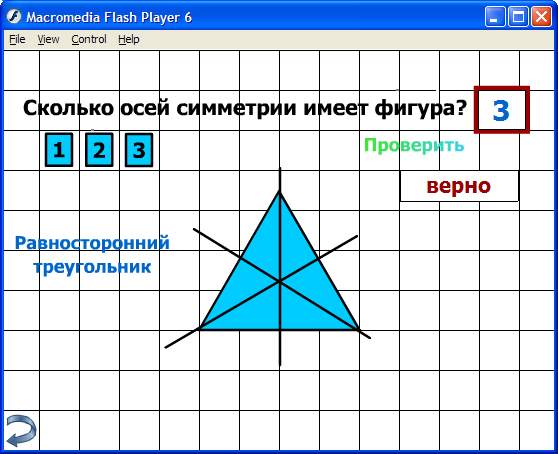 Macromedia Flash Player 6
File View Control Help
Сколько осей симметрии имеет фигура? 3
1 2 3
Проверить
верно
Равносторонний
треугольник